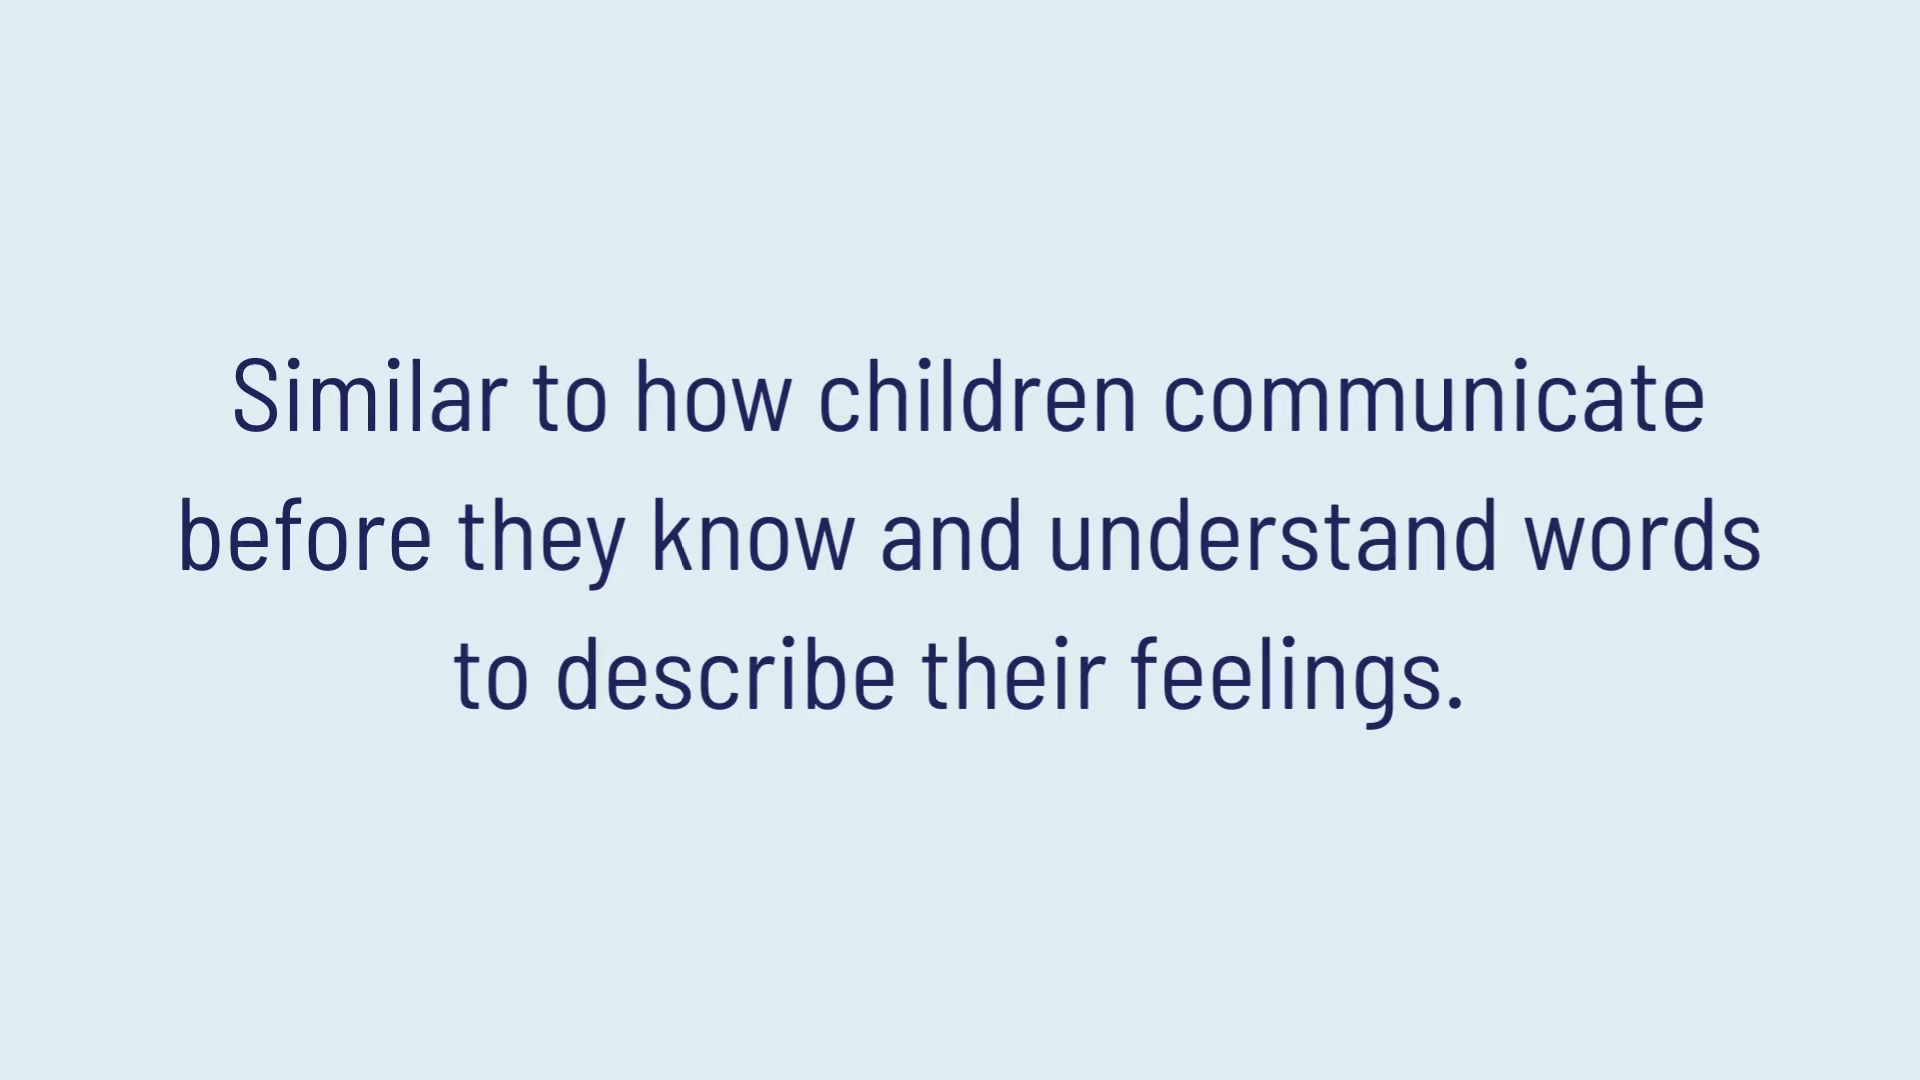 Similar to how children communicate
before they know and understand words
to describe their feelings.